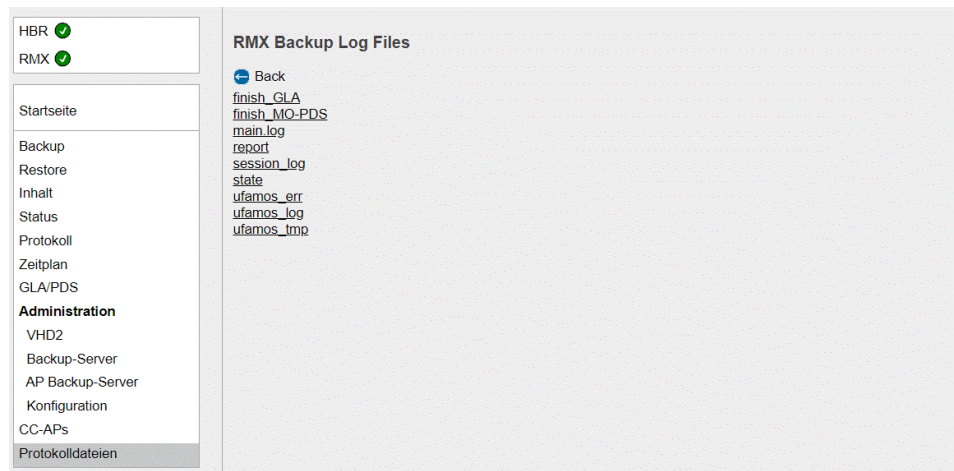 HBR
RMX
Startseite
Backup
Restore
Inhalt
Status
Protokoll
Zeitplan
GLA/PDS
Administration
VHD2
Backup-Server
AP Backup-Server
Konfiguration
CC-APs
Protokolldateien
RMX Backup Log Files
Back
finish_GLA
finish_MO-PDS
main.log
report
session_log
state
ufamos_err
ufamos_log
ufamos_tmp